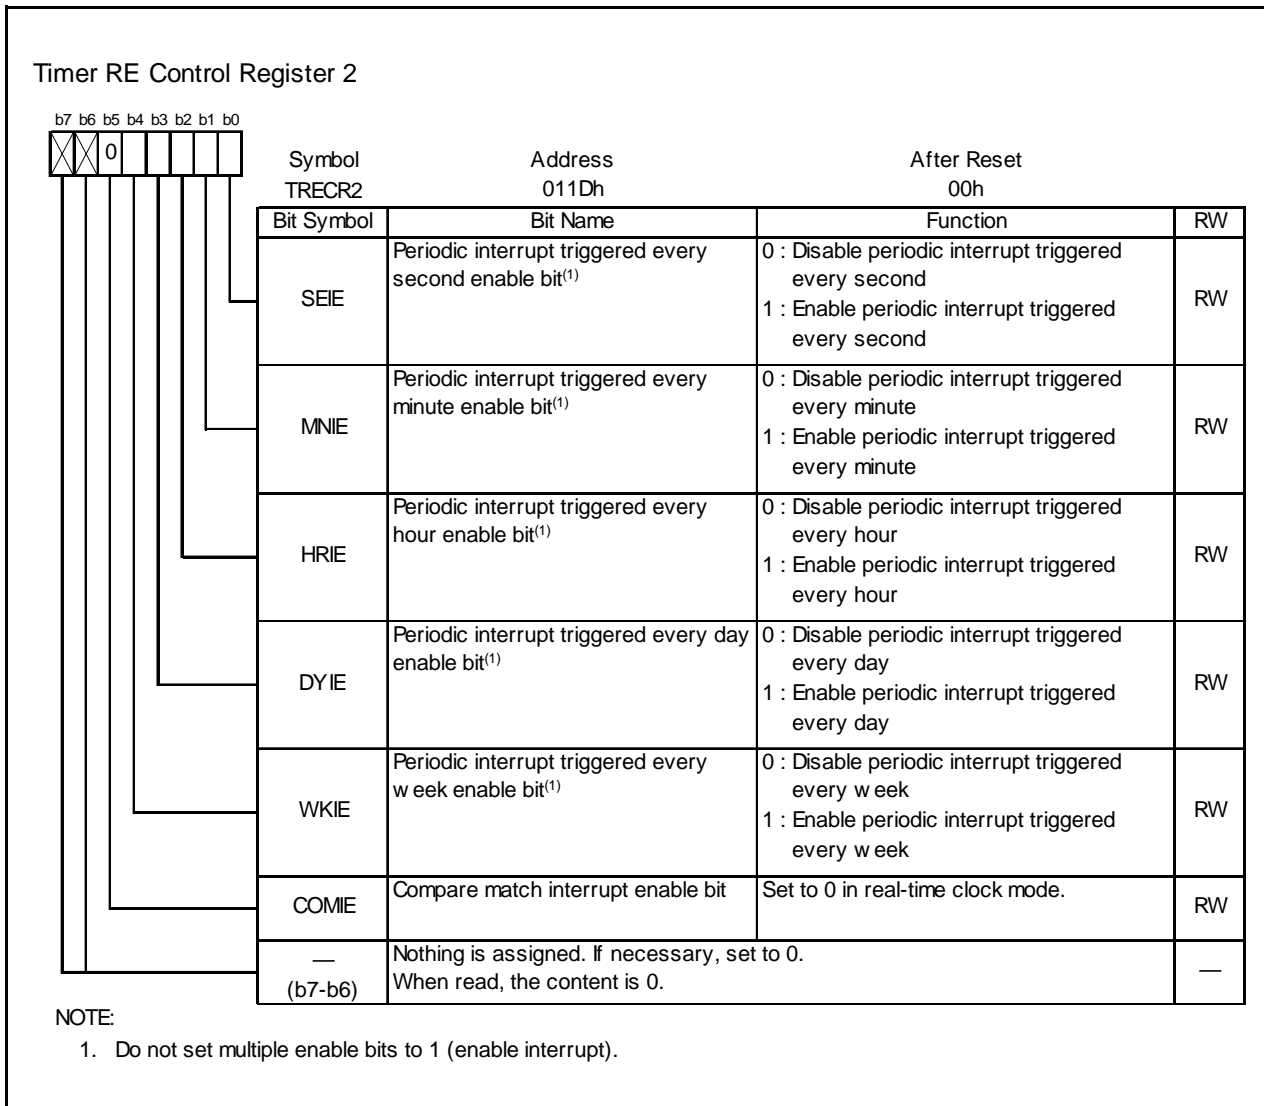 Timer RE Control Register 2
b7 b6 b5 b4 b3 b2 b1 b0
0
Symbol Address After Reset
TRECR2 011Dh 00h
Bit Symbol Bit Name Function RW
SEIE
Periodic interrupt triggered every
second enable bit(1)
0 : Disable periodic interrupt triggered
every second
1 : Enable periodic interrupt triggered
every second
RW
MNIE
Periodic interrupt triggered every
minute enable bit(1)
0 : Disable periodic interrupt triggered
every minute
1 : Enable periodic interrupt triggered
every minute
RW
HRIE
Periodic interrupt triggered every
hour enable bit(1)
0 : Disable periodic interrupt triggered
every hour
1 : Enable periodic interrupt triggered
every hour
RW
DYIE
Periodic interrupt triggered every day
enable bit(1)
0 : Disable periodic interrupt triggered
every day
1 : Enable periodic interrupt triggered
every day
RW
WKIE
Periodic interrupt triggered every
week enable bit(1)
0 : Disable periodic interrupt triggered
every week
1 : Enable periodic interrupt triggered
every week
RW
COMIE
Compare match interrupt enable bit
Set to 0 in real-time clock mode.
RW
—
(b7-b6)
Nothing is assigned. If necessary, set to 0.
When read, the content is 0.
—
NOTE:
1. Do not set multiple enable bits to 1 (enable interrupt).